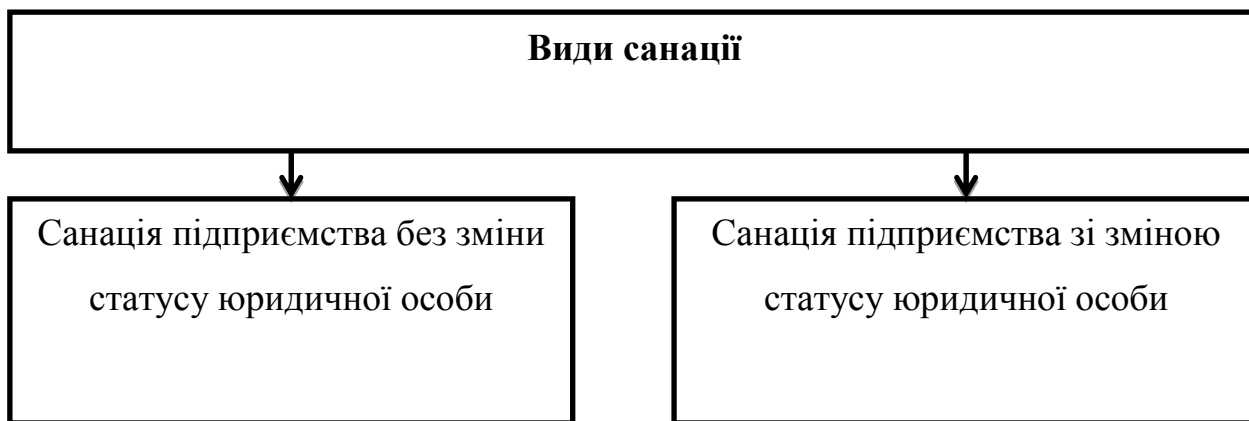 Види санації
Санація підприємства без зміни
статусу юридичної особи
Санація підприємства зі зміною
статусу юридичної особи